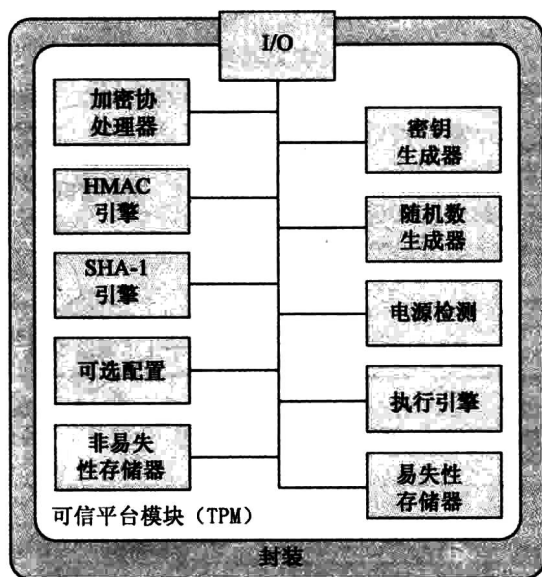 I/O
加密协
处理器
HMAC
引擎
SHA-1
引擎
可选配置
非易失
性存储器
密钥
生成器
随机数
生成器
电源检测
执行引擎
易失性
存储器
可信平台模块（TPM）
封装